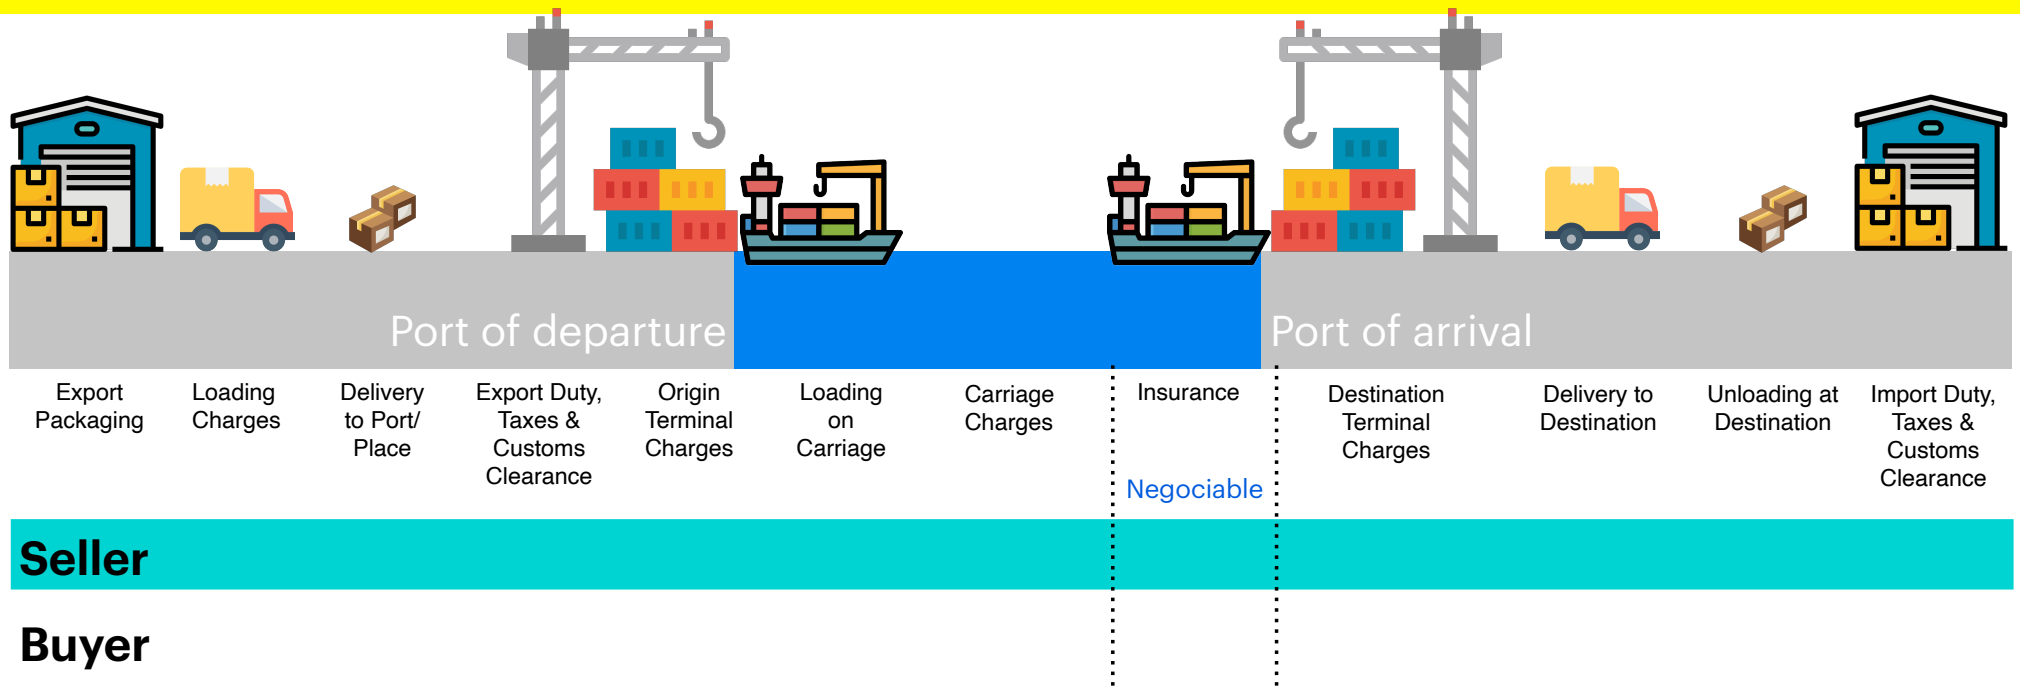 Port of departure
Port of arrival
Export
Packaging
Loading
Charges
Delivery
to Port/
Place
Export Duty,
Taxes &
Customs
Clearance
Origin
Terminal
Charges
Loading
on
Carriage
Carriage
Charges
Insurance
Negociable
Destination
Terminal
Charges
Delivery to
Destination
Unloading at
Destination
Import Duty,
Taxes &
Customs
Clearance
Seller
Buyer